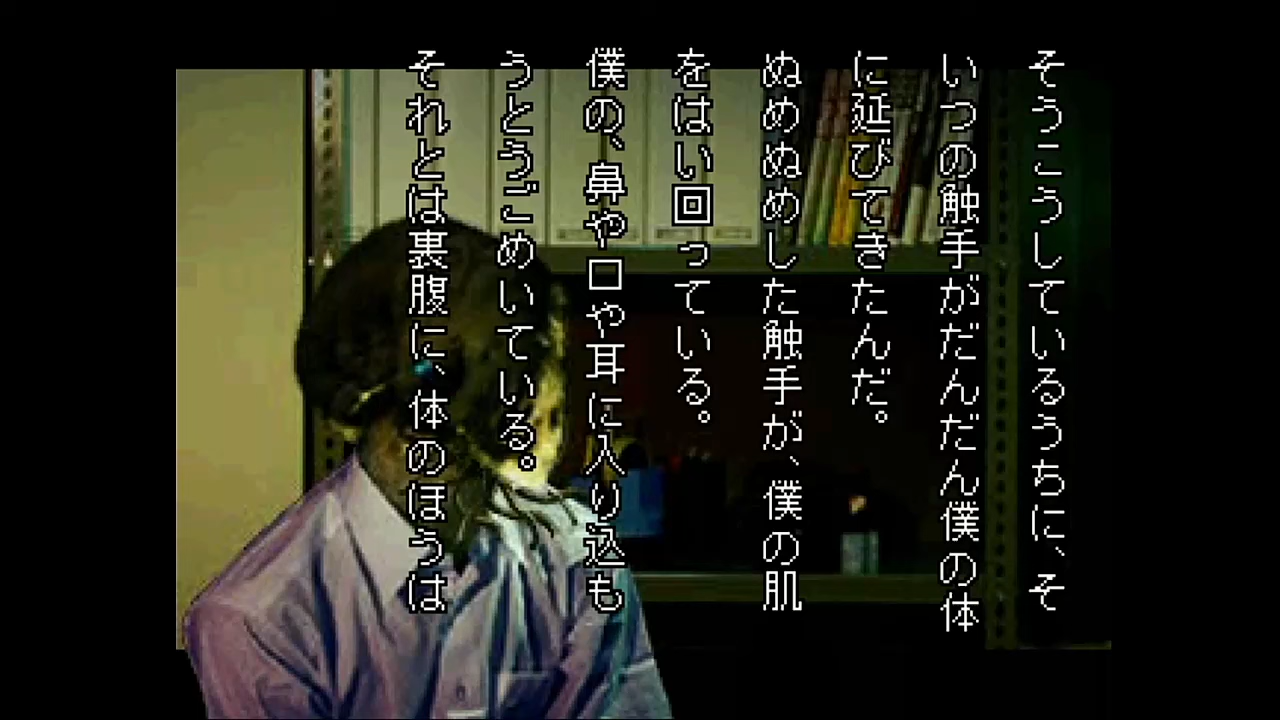 そうこうしているうちに、そ
いつの触手がだんだん僕の体
に延びてきたんだ。
ぬめぬめした触手が、僕の肌
をはい回っている。
僕の、鼻や口や耳に入り込も
うとうごめいている。
それとは裏腹に、体のほうは